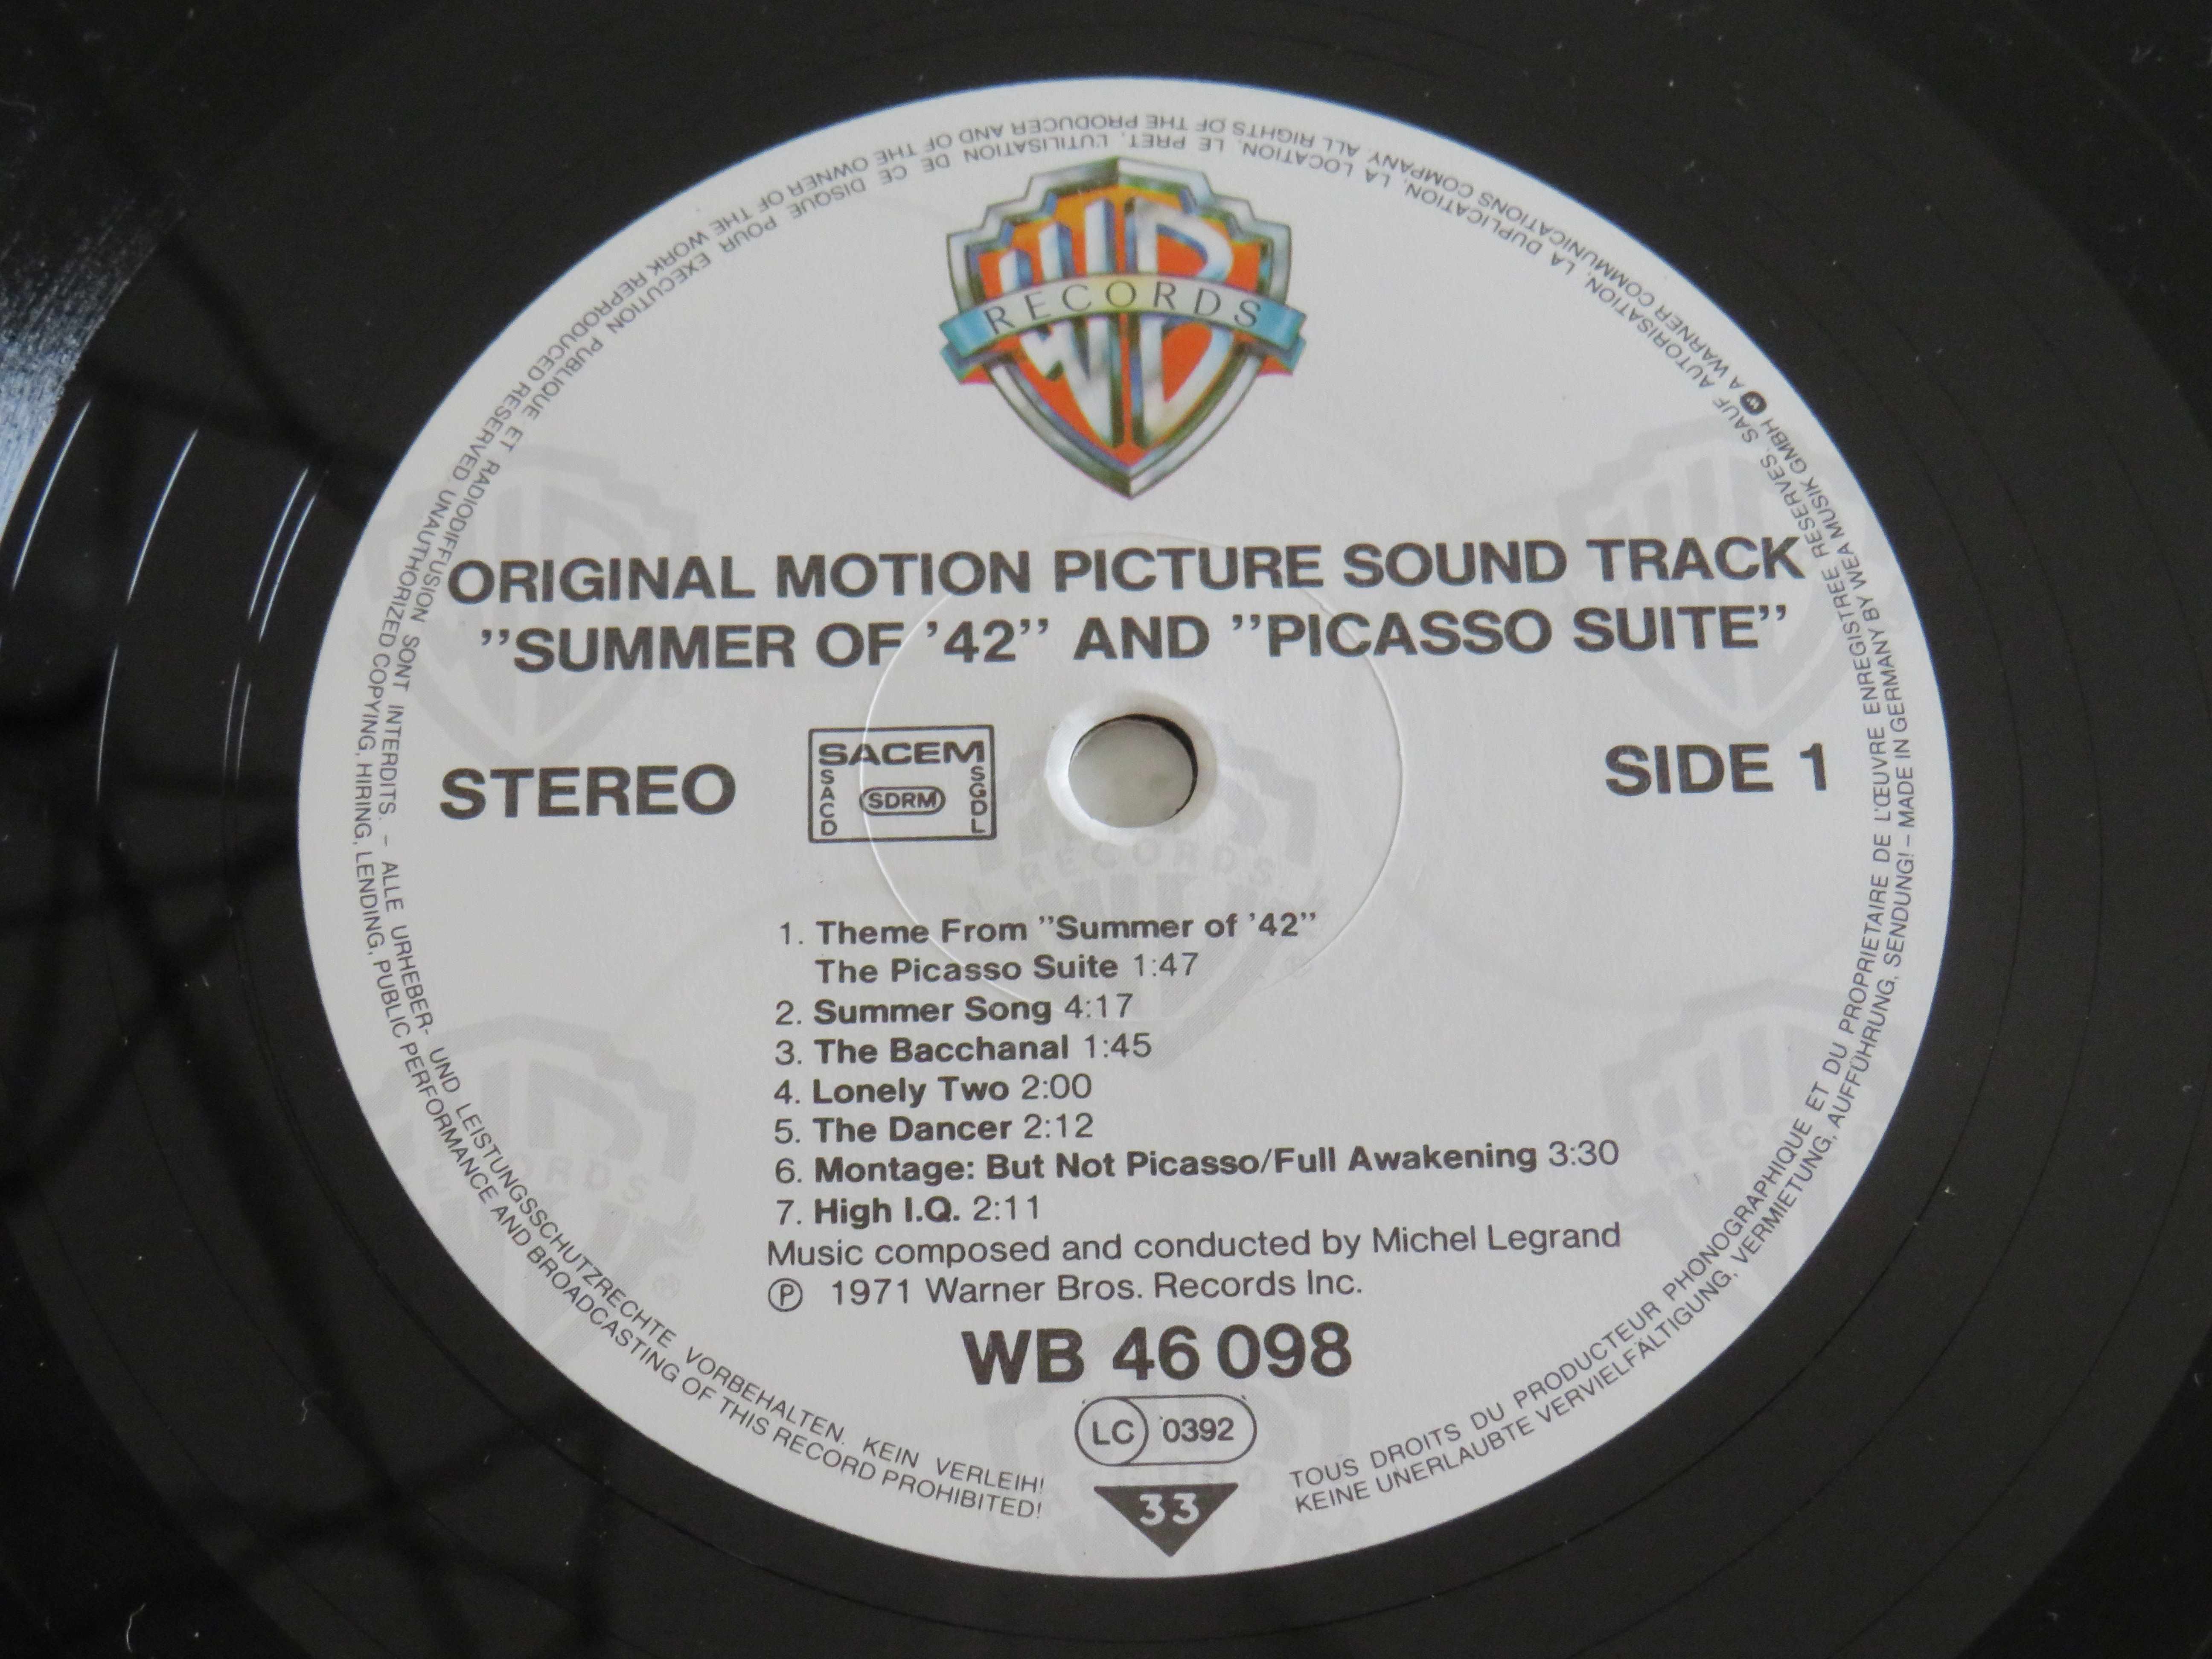 WB
RECORDS
ORIGINAL MOTION PICTURE SOUND TRACK
"SUMMER OF '42" AND "PICASSO SUITE"
STEREO
SACEM
SACD
SDRM
SGDL
SIDE 1
1. Theme From "Summer of '42"
The Picasso Suite 1:47
2. Summer Song 4:17
3. The Bacchanal 1:45
4. Lonely Two 2:00
5. The Dancer 2:12
6. Montage: But Not Picasso/Full Awakening 3:30
7. High I.Q. 2:11
Music composed and conducted by Michel Legrand
Ⓟ 1971 Warner Bros. Records Inc.
WB 46 098
LC 0392
33
TOUS DROITS DU PRODUCTEUR PHONOGRAPHIQUE ET DU PROPRIETAIRE DE L'ŒUVRE ENREGISTREE RESERVES. SAUF AUTORISATION, LA DUPLICATION, LA LOCATION, LE PRET, L'UTILISATION DE CE DISQUE POUR EXECUTION PUBLIQUE ET RADIODIFFUSION SONT INTERDITS. – ALLE URHEBER- UND LEISTUNGSSCHUTZRECHTE VORBEHALTEN. KEIN VERLEIH!
KEINE UNERLAUBTE VERVIELFÄLTIGUNG, VERMIETUNG, AUFFÜHRUNG, SENDUNG! – MADE IN GERMANY BY WEA MUSIK GMBH A WARNER COMMUNICATIONS COMPANY. ALL RIGHTS OF THE PRODUCER AND OF THE OWNER OF THE WORK REPRODUCED RESERVED. UNAUTHORIZED COPYING, HIRING, LENDING, PUBLIC PERFORMANCE AND BROADCASTING OF THIS RECORD PROHIBITED!